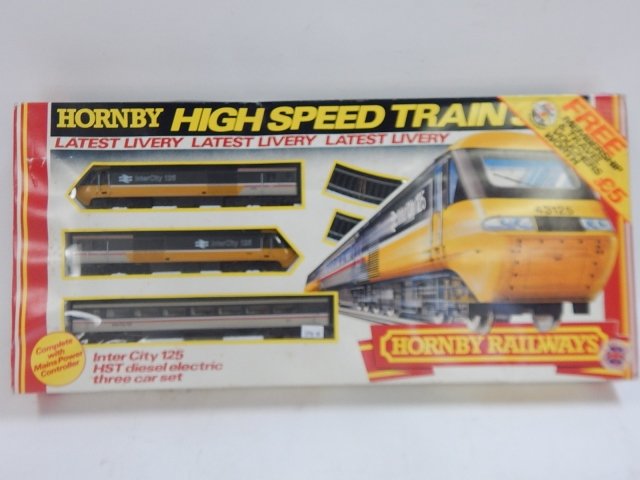 HORNBY HIGH SPEED TRAIN
LATEST LIVERY LATEST LIVERY LATEST LIVERY
FREE
£5
InterCity 125
InterCity 125
43125
Complete
with
Mains Power
Controller
Inter City 125
HST diesel electric
three car set
HORNBY RAILWAYS